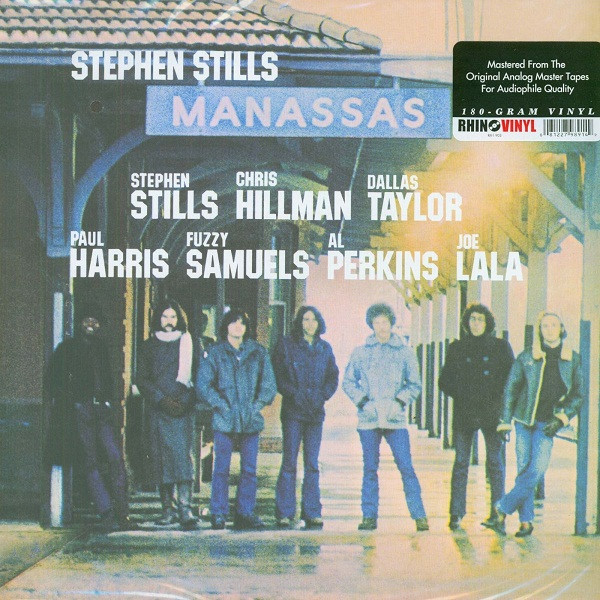 STEPHEN STILLS
MANASSAS
Mastered From The
Original Analog Master Tapes
For Audiophile Quality
180-GRAM VINYL
RHINO VINYL
STEPHEN STILLS
CHRIS HILLMAN
DALLAS TAYLOR
PAUL HARRIS
FUZZY SAMUELS
AL PERKINS
JOE LALA